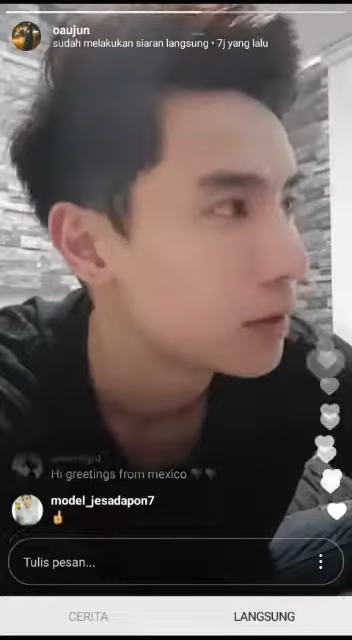 oaujun
sudah melakukan siaran langsung • 7j yang lalu
Hi greetings from mexico 🤍🤍
model_jesadapon7
☝
Tulis pesan...
CERITA
LANGSUNG